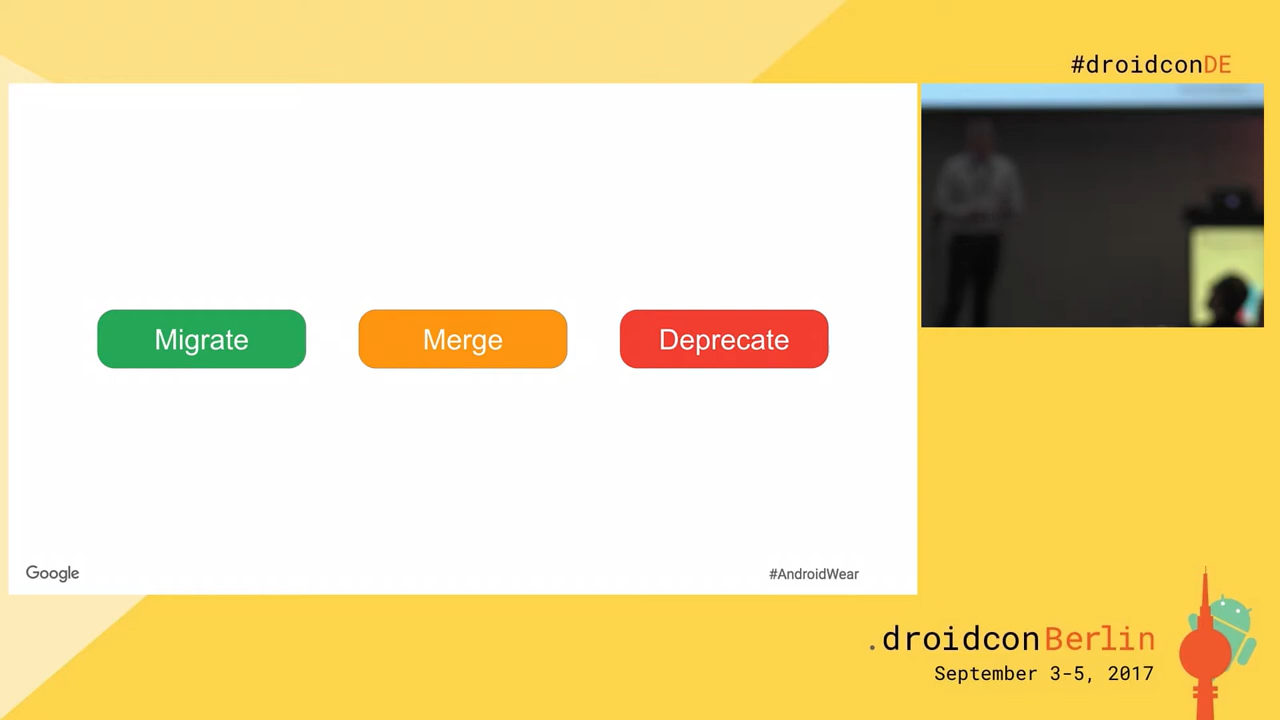 #droidconDE
Migrate
Merge
Deprecate
Google
#AndroidWear
.droidconBerlin
September 3-5, 2017